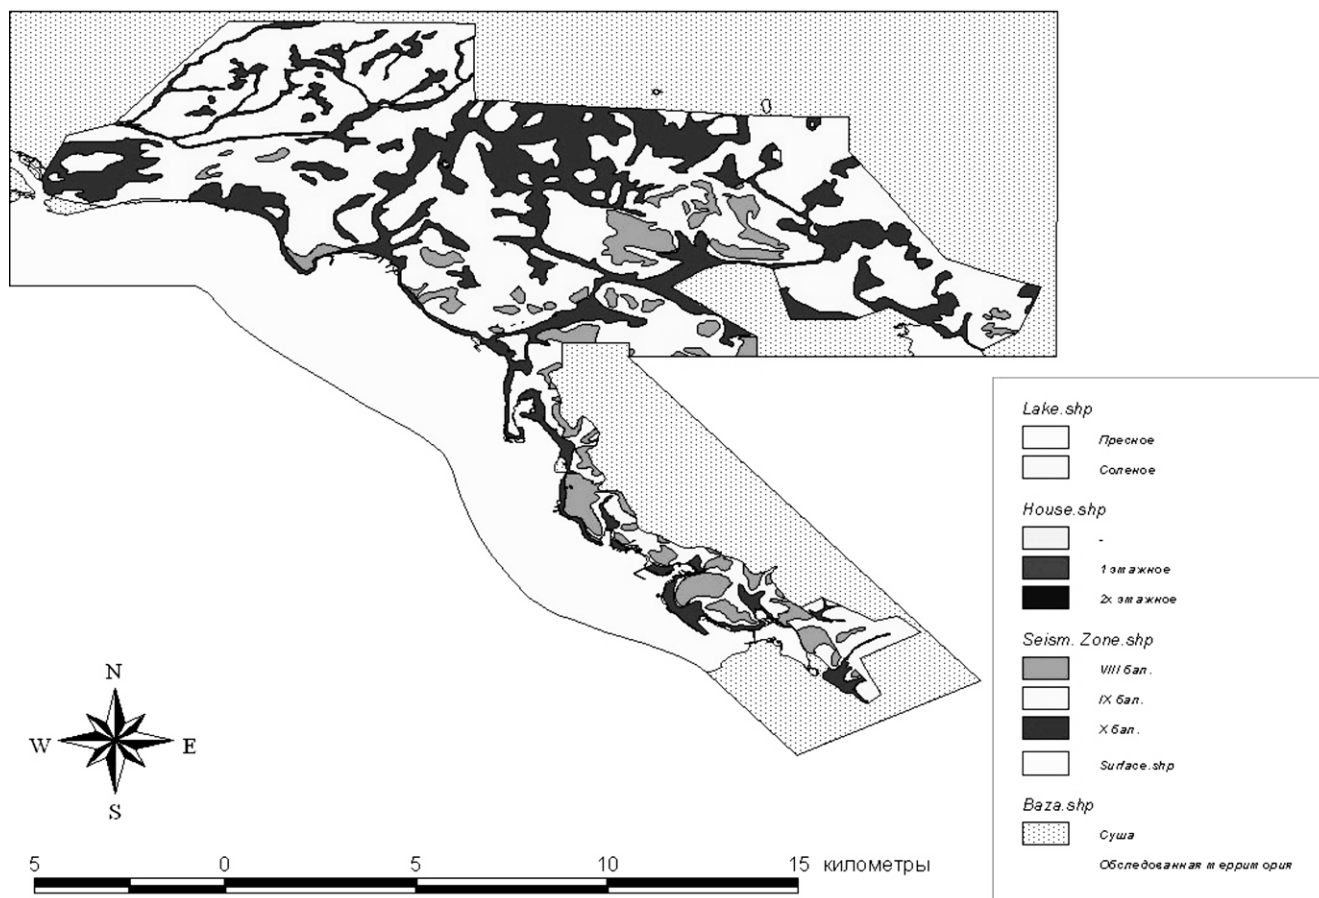 Lake.shp
Пресное
Соленое
House.shp
-
1 этажное
2х этажное
Seism. Zone.shp
VIII бал.
IX бал.
X бал.
Surface.shp
Baza.shp
Суша
Обследованная территория
N
W E
S
5 0 5 10 15 километры